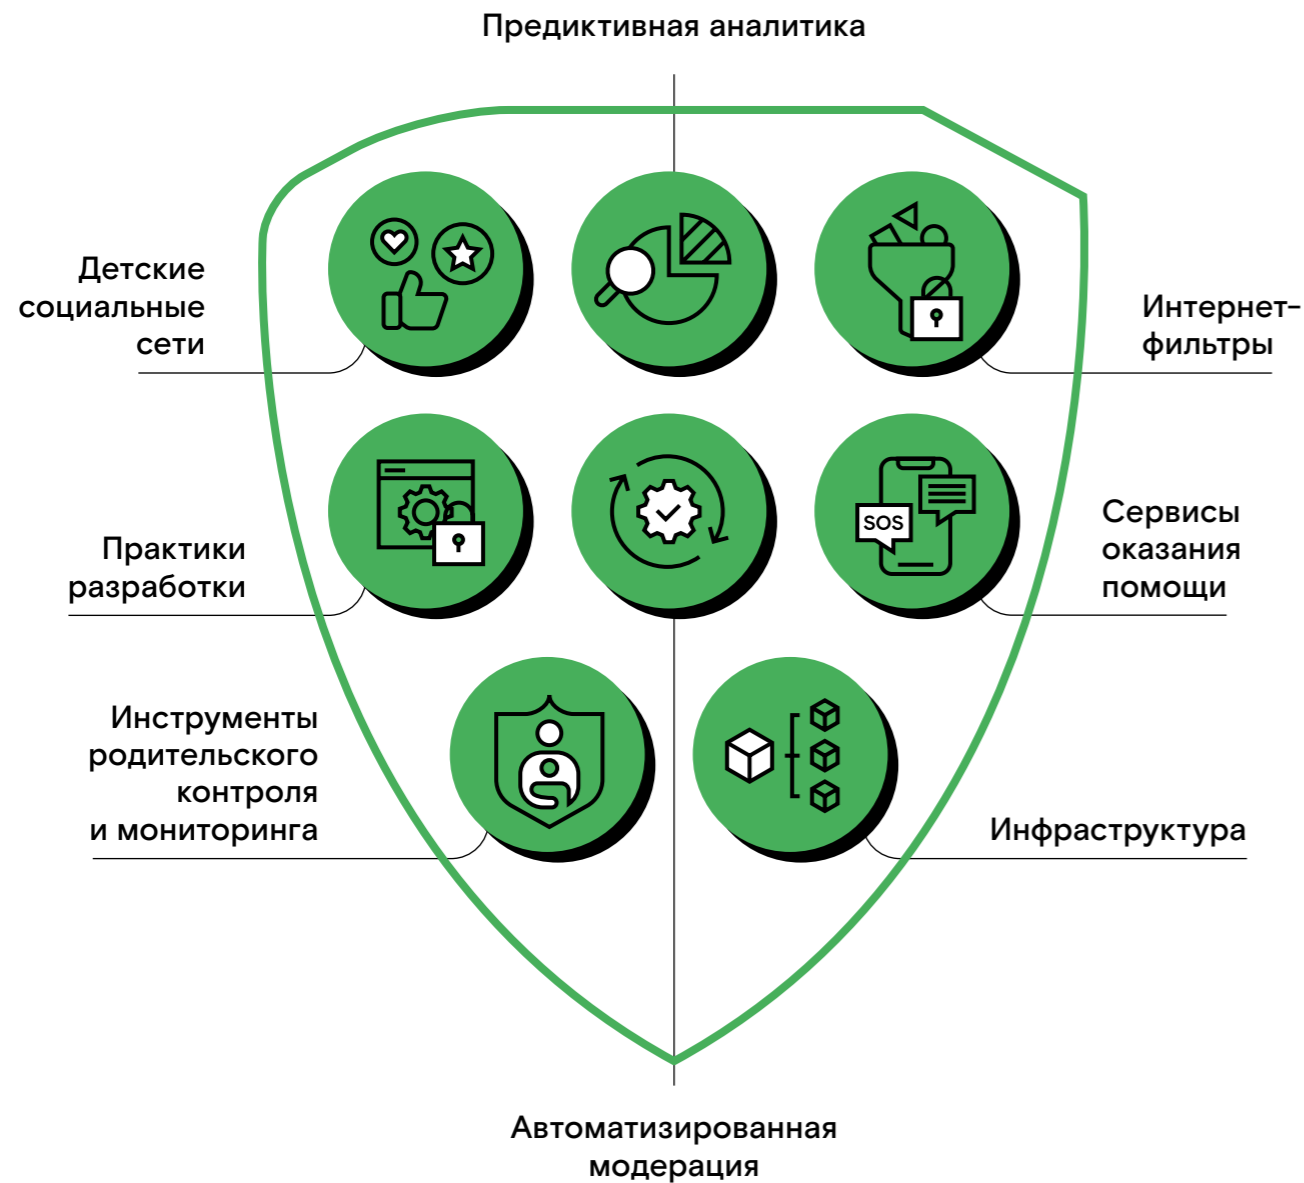 Предиктивная аналитика
Детские
социальные
сети
Интернет-
фильтры
Практики
разработки
SOS
Сервисы
оказания
помощи
Инструменты
родительского
контроля
и мониторинга
Инфраструктура
Автоматизированная
модерация